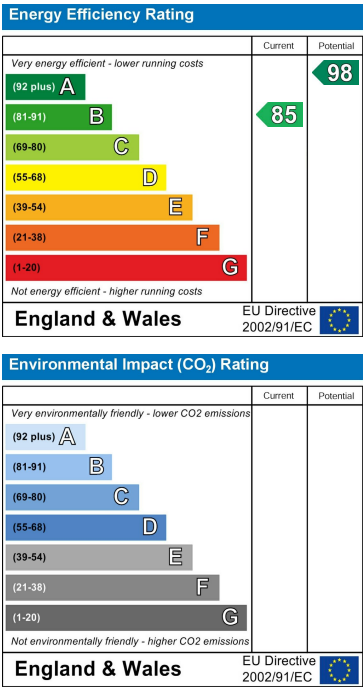 Energy Efficiency Rating
Current Potential
Very energy efficient - lower running costs
(92 plus) A
98
(81-91) B
85
(69-80) C
(55-68) D
(39-54) E
(21-38) F
(1-20) G
Not energy efficient - higher running costs
England & Wales
EU Directive
2002/91/EC
Environmental Impact (CO₂) Rating
Current Potential
Very environmentally friendly - lower CO2 emissions
(92 plus) A
(81-91) B
(69-80) C
(55-68) D
(39-54) E
(21-38) F
(1-20) G
Not environmentally friendly - higher CO2 emissions
England & Wales
EU Directive
2002/91/EC